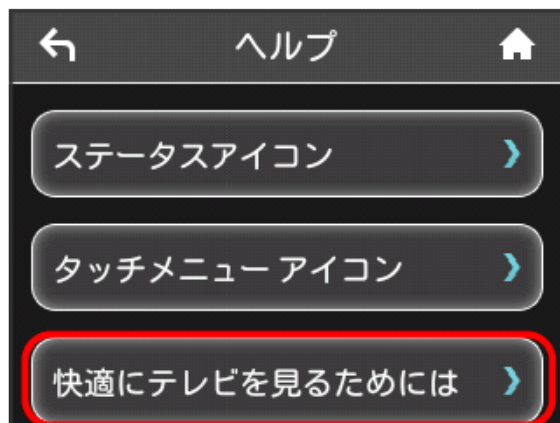 ヘルプ
ステータスアイコン
タッチメニュー アイコン
快適にテレビを見るためには